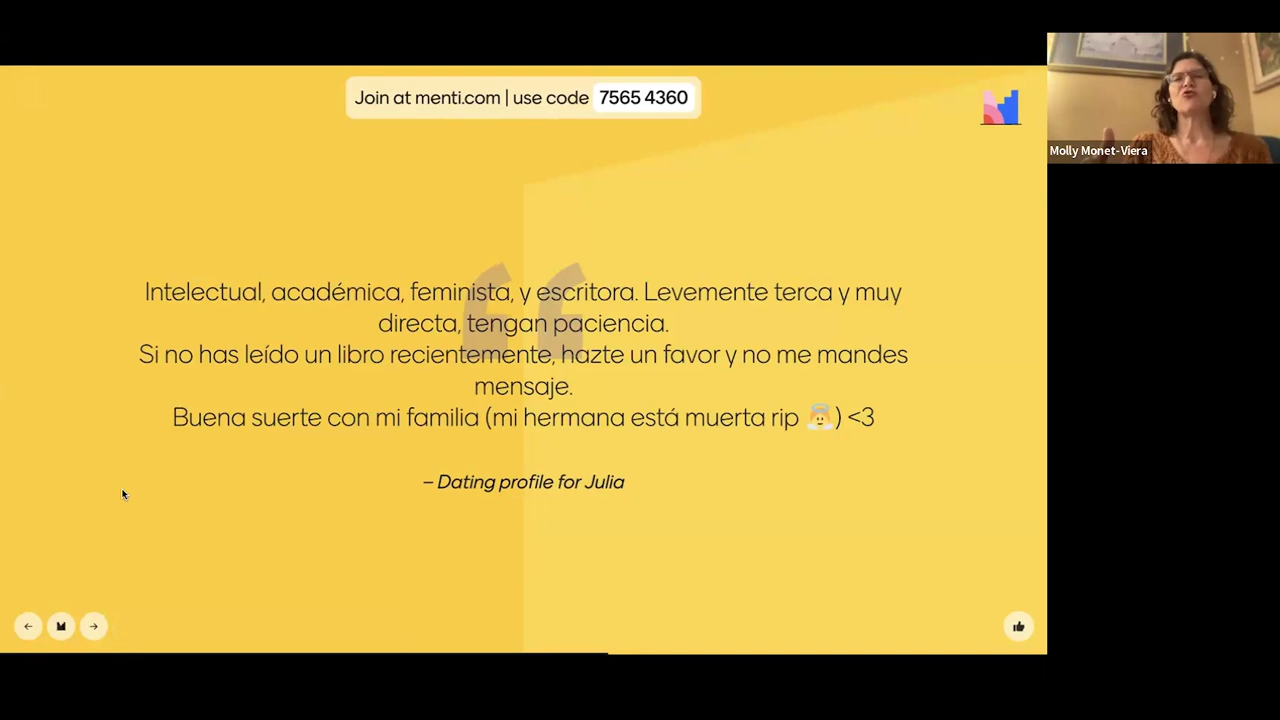 Join at menti.com | use code 7565 4360
Molly Monet-Viera
Intelectual, académica, feminista, y escritora. Levemente terca y muy
directa, tengan paciencia.
Si no has leído un libro recientemente, hazte un favor y no me mandes
mensaje.
Buena suerte con mi familia (mi hermana está muerta rip 👼) <3
– Dating profile for Julia